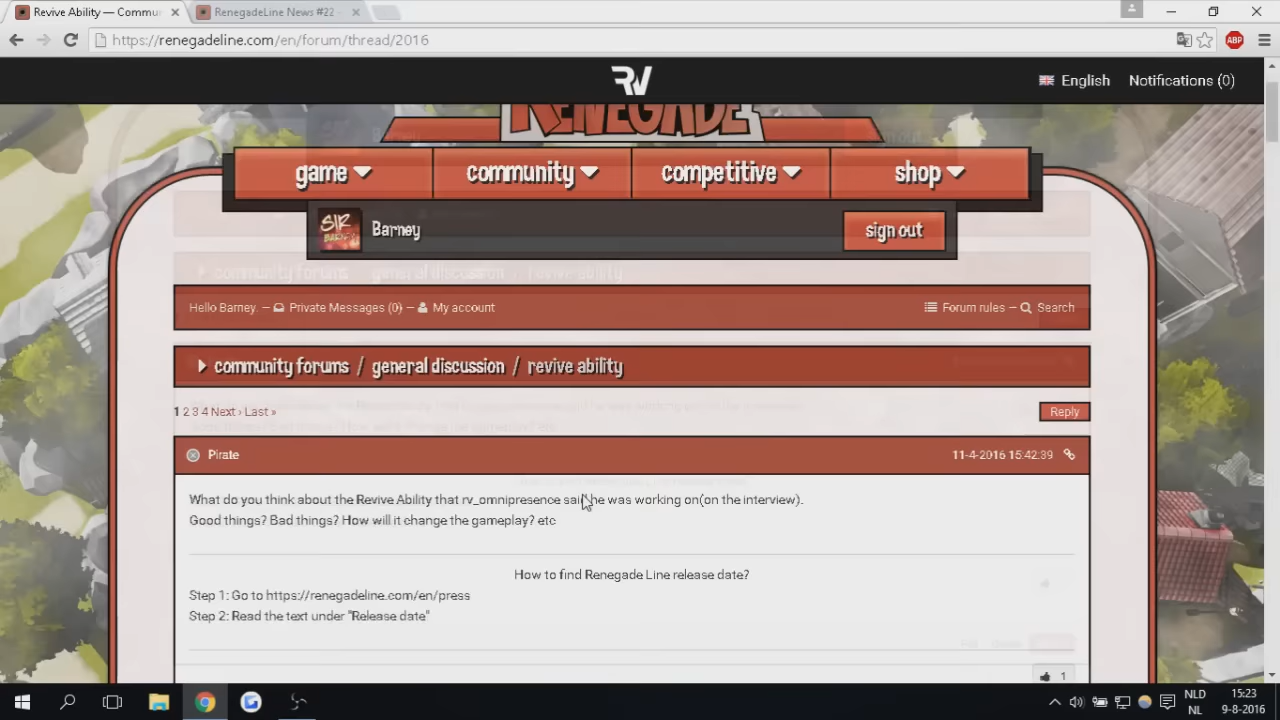 Revive Ability — Commun
RenegadeLine News #22 -
https://renegadeline.com/en/forum/thread/2016
ABP
RV
English
Notifications (0)
RENEGADE
game
community
competitive
shop
SIR
BARNEY
Barney
sign out
Hello Barney. — Private Messages (0) — My account
Forum rules — Search
community forums / general discussion / revive ability
1 2 3 4 Next › Last »
Reply
Pirate
11-4-2016 15:42:39
What do you think about the Revive Ability that rv_omnipresence said he was working on(on the interview).
Good things? Bad things? How will it change the gameplay? etc
How to find Renegade Line release date?
Step 1: Go to https://renegadeline.com/en/press
Step 2: Read the text under "Release date"
1
NLD
NL
15:23
9-8-2016